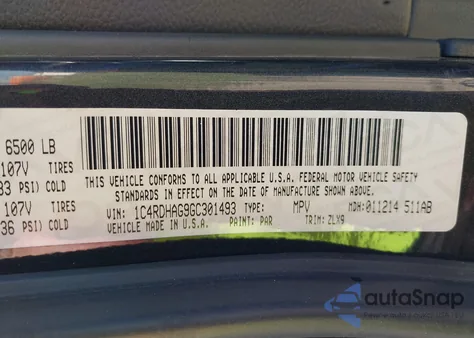 6500 LB
107V TIRES
33 PSI) COLD
107V TIRES
36 PSI) COLD
THIS VEHICLE CONFORMS TO ALL APPLICABLE U.S.A. FEDERAL MOTOR VEHICLE SAFETY
STANDARDS IN EFFECT ON THE DATE OF MANUFACTURE SHOWN ABOVE.
VIN: 1C4RDHAG9GC301493 TYPE: MPV MDH: 011214 511AB
VEHICLE MADE IN U.S.A. PAINT: PAR TRIM: ZLX9
autoSnap